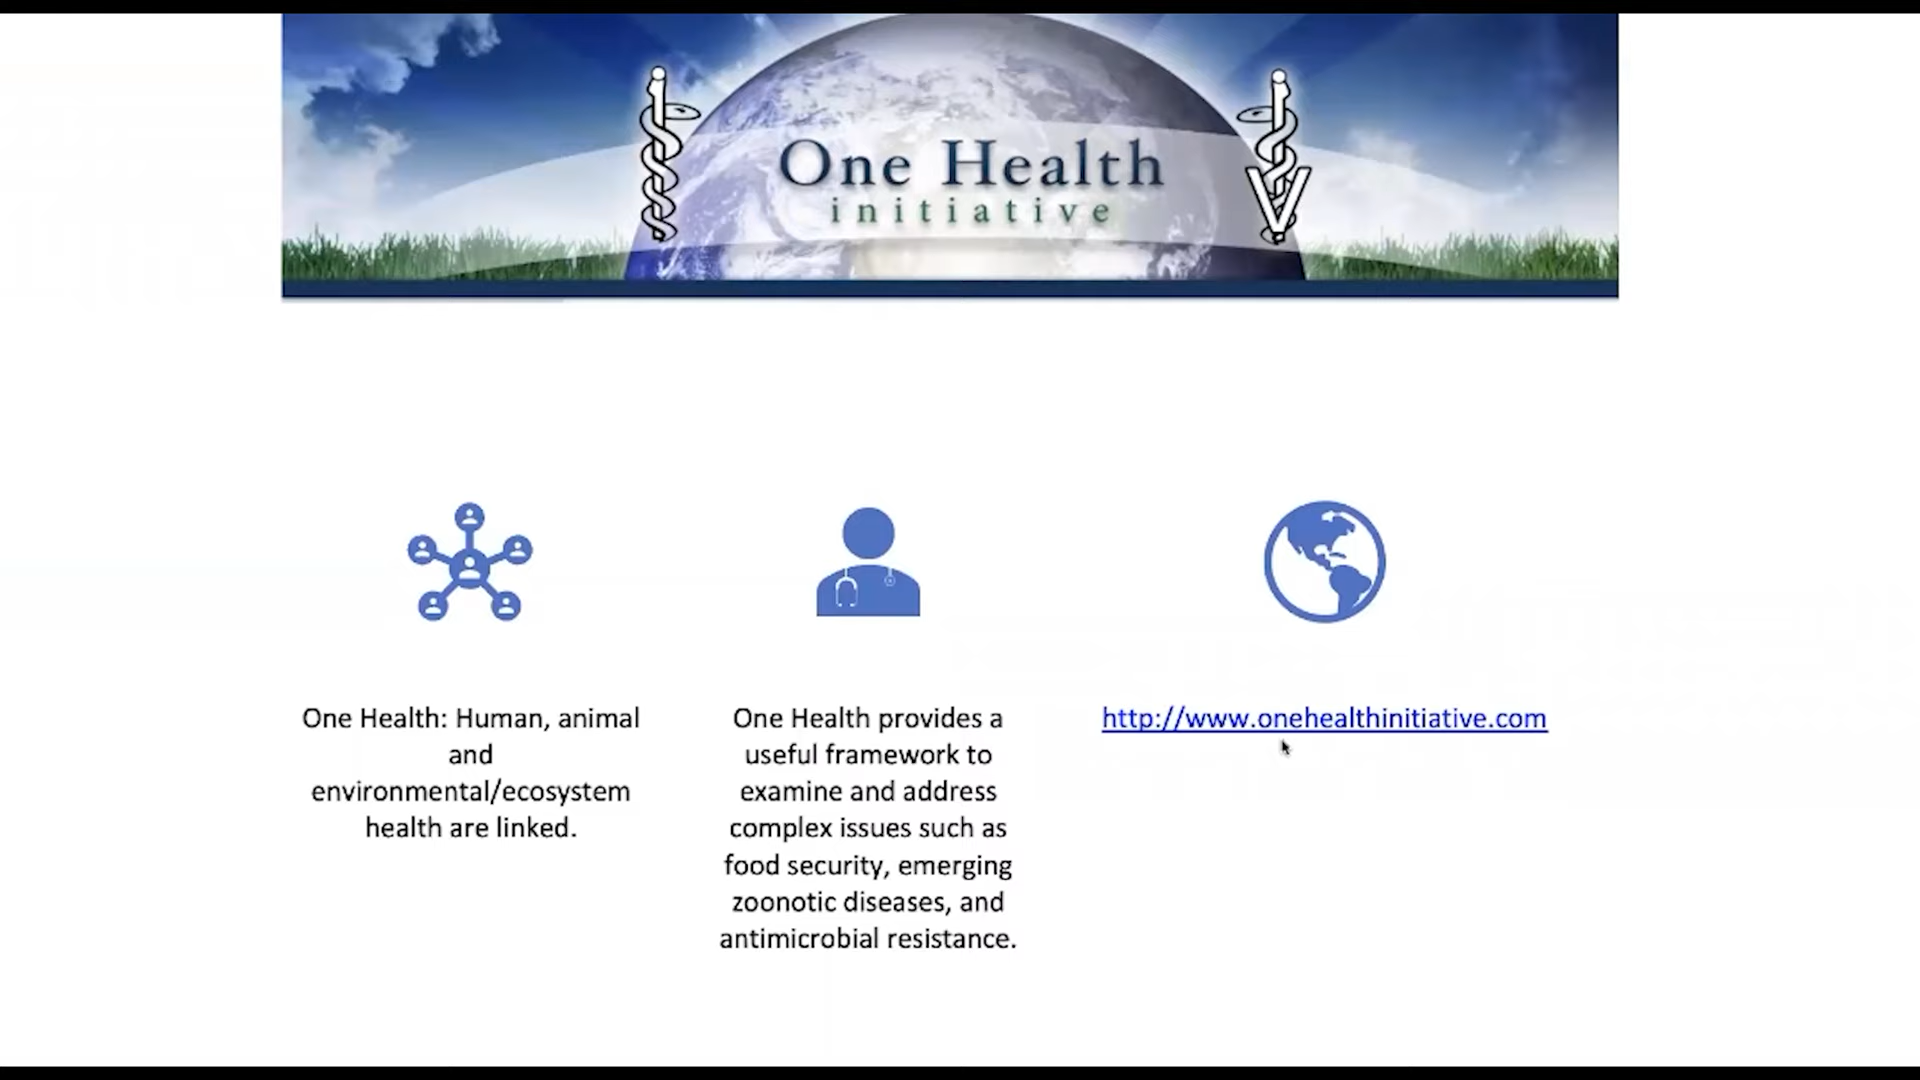 One Health
initiative
V
One Health: Human, animal
and
environmental/ecosystem
health are linked.
One Health provides a
useful framework to
examine and address
complex issues such as
food security, emerging
zoonotic diseases, and
antimicrobial resistance.
http://www.onehealthinitiative.com